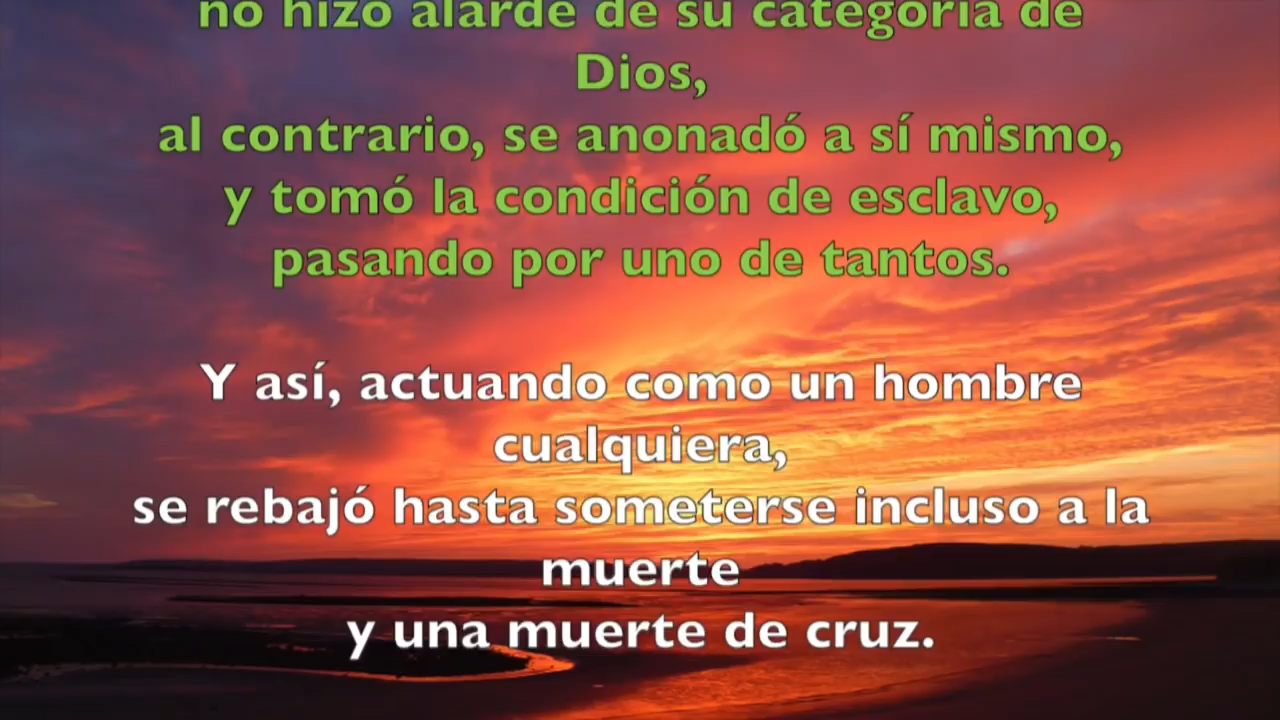 no hizo alarde de su categoría de
Dios,
al contrario, se anonadó a sí mismo,
y tomó la condición de esclavo,
pasando por uno de tantos.
Y así, actuando como un hombre
cualquiera,
se rebajó hasta someterse incluso a la
muerte
y una muerte de cruz.